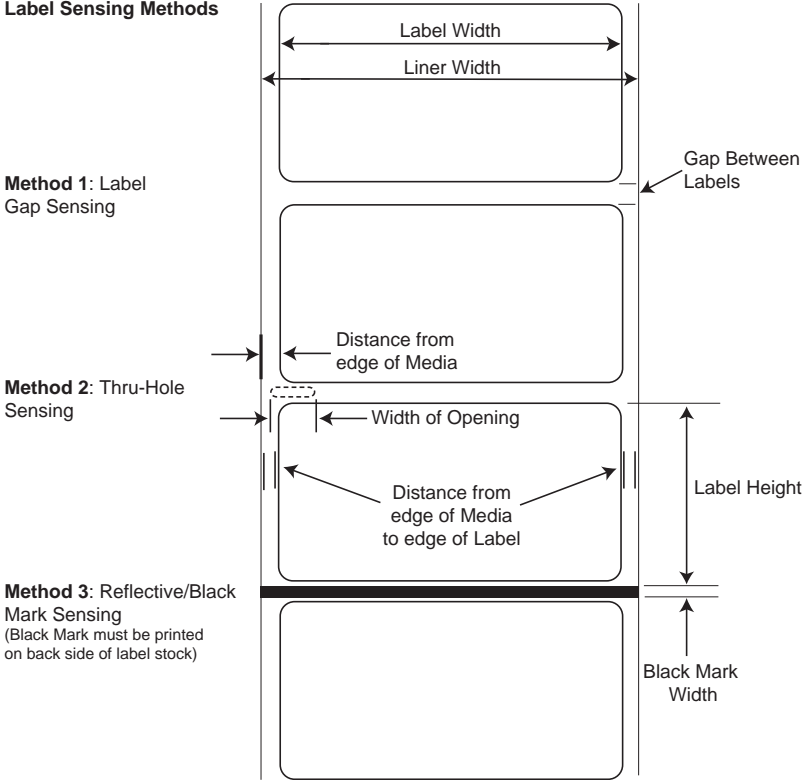 Label Sensing Methods
Label Width
Liner Width
Method 1: Label
Gap Sensing
Gap Between
Labels
Distance from
edge of Media
Method 2: Thru-Hole
Sensing
Width of Opening
Distance from
edge of Media
to edge of Label
Label Height
Method 3: Reflective/Black
Mark Sensing
(Black Mark must be printed
on back side of label stock)
Black Mark
Width